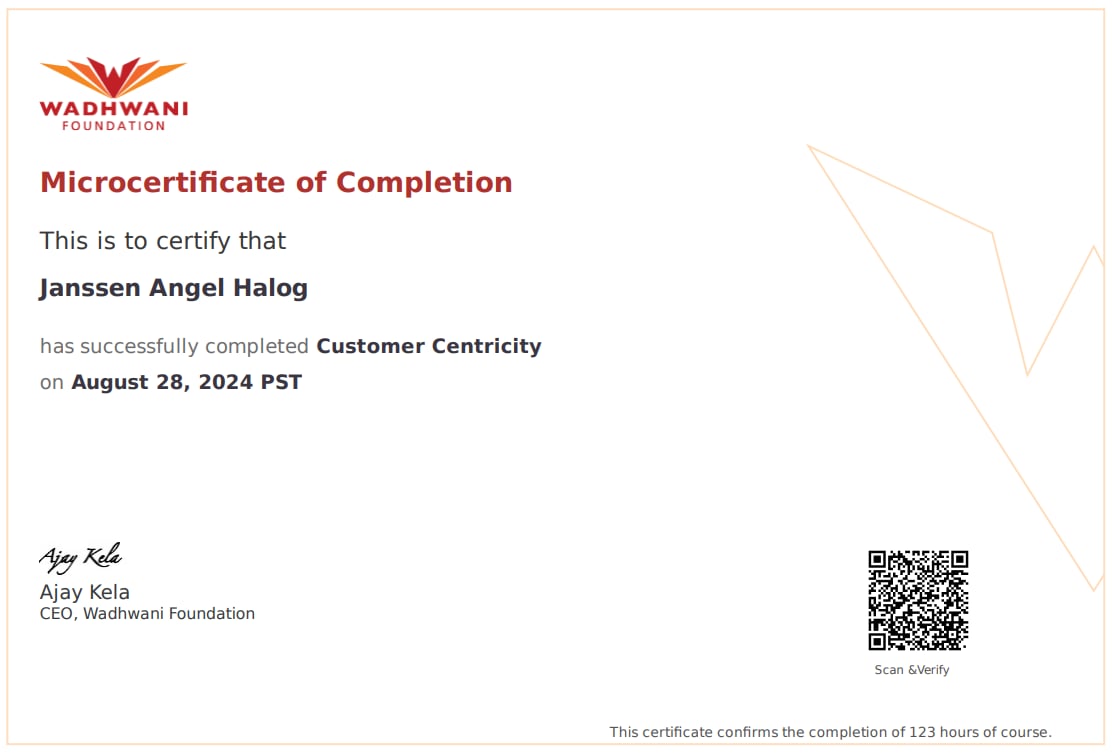 WADHWANI
FOUNDATION
Microcertificate of Completion
This is to certify that
Janssen Angel Halog
has successfully completed Customer Centricity
on August 28, 2024 PST
Ajay Kela
Ajay Kela
CEO, Wadhwani Foundation
Scan &Verify
This certificate confirms the completion of 123 hours of course.